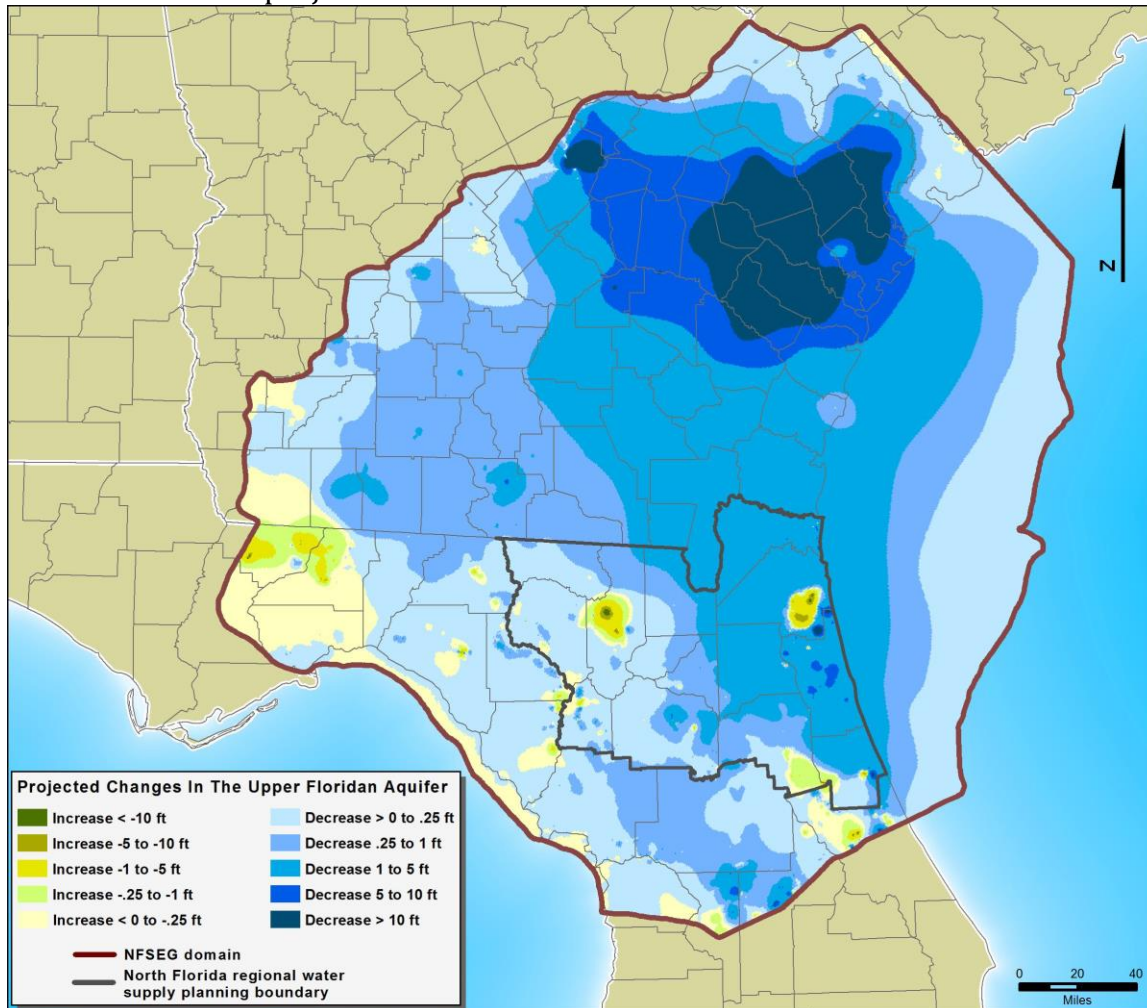 Projected Changes In The Upper Floridan Aquifer
Increase < -10 ft
Increase -5 to -10 ft
Increase -1 to -5 ft
Increase -.25 to -1 ft
Increase < 0 to -.25 ft
Decrease > 0 to .25 ft
Decrease .25 to 1 ft
Decrease 1 to 5 ft
Decrease 5 to 10 ft
Decrease > 10 ft
NFSEG domain
North Florida regional water
supply planning boundary
N
0 20 40
Miles